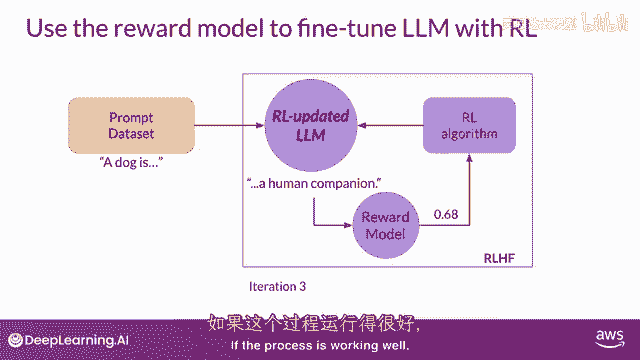 Use the reward model to fine-tune LLM with RL
Prompt
Dataset
"A dog is…"
RL-updated
LLM
RL
algorithm
"...a human companion."
Reward
Model
0.68
RLHF
Iteration 3
如果这个过程运行得很好,
If the process is working well,
DeepLearning.AI
aws